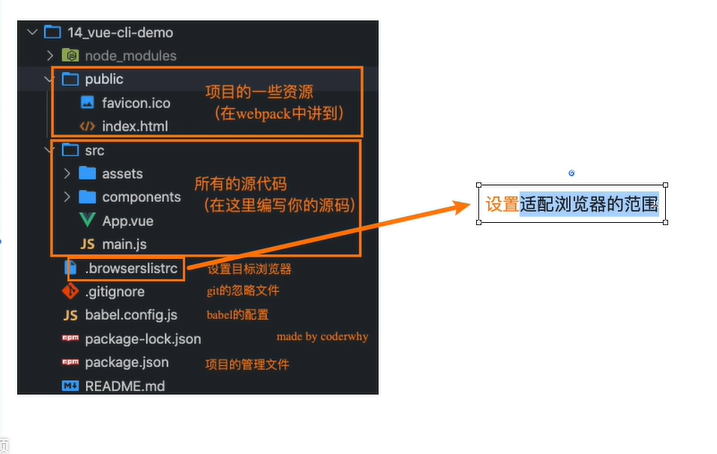 14_vue-cli-demo
node_modules
public
项目的一些资源
favicon.ico
（在webpack中讲到）
index.html
src
assets
所有的源代码
components
（在这里编写你的源码）
App.vue
设置适配浏览器的范围
JS main.js
.browserslistrc 设置目标浏览器
.gitignore git的忽略文件
JS babel.config.js babel的配置
npm package-lock.json made by coderwhy
npm package.json 项目的管理文件
M README.md